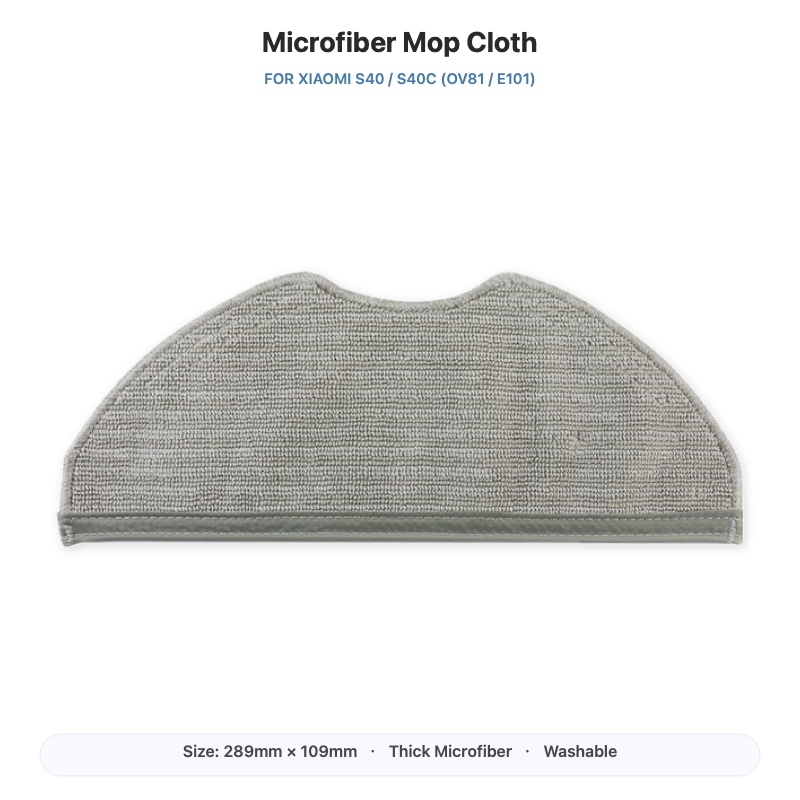 Microfiber Mop Cloth
FOR XIAOMI S40 / S40C (OV81 / E101)
Size: 289mm × 109mm · Thick Microfiber · Washable